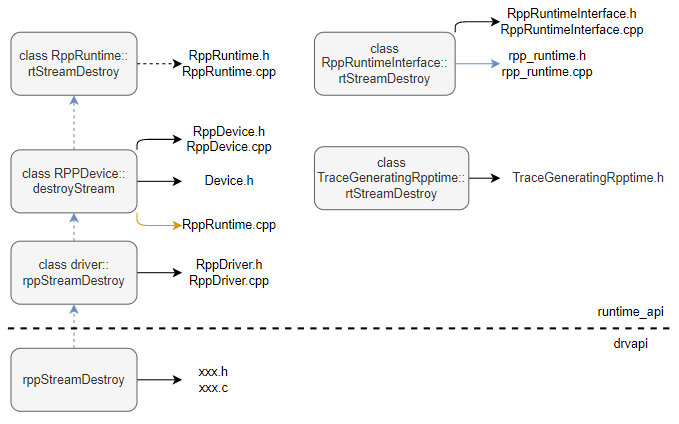 class RppRuntime::
rtStreamDestroy
RppRuntime.h
RppRuntime.cpp
class
RppRuntimeInterface::
rtStreamDestroy
RppRuntimeInterface.h
RppRuntimeInterface.cpp
rpp_runtime.h
rpp_runtime.cpp
class RPPDevice::
destroyStream
RppDevice.h
RppDevice.cpp
Device.h
RppRuntime.cpp
class
TraceGeneratingRpptime::
rtStreamDestroy
TraceGeneratingRpptime.h
class driver::
rppStreamDestroy
RppDriver.h
RppDriver.cpp
runtime_api
drvapi
rppStreamDestroy
xxx.h
xxx.c